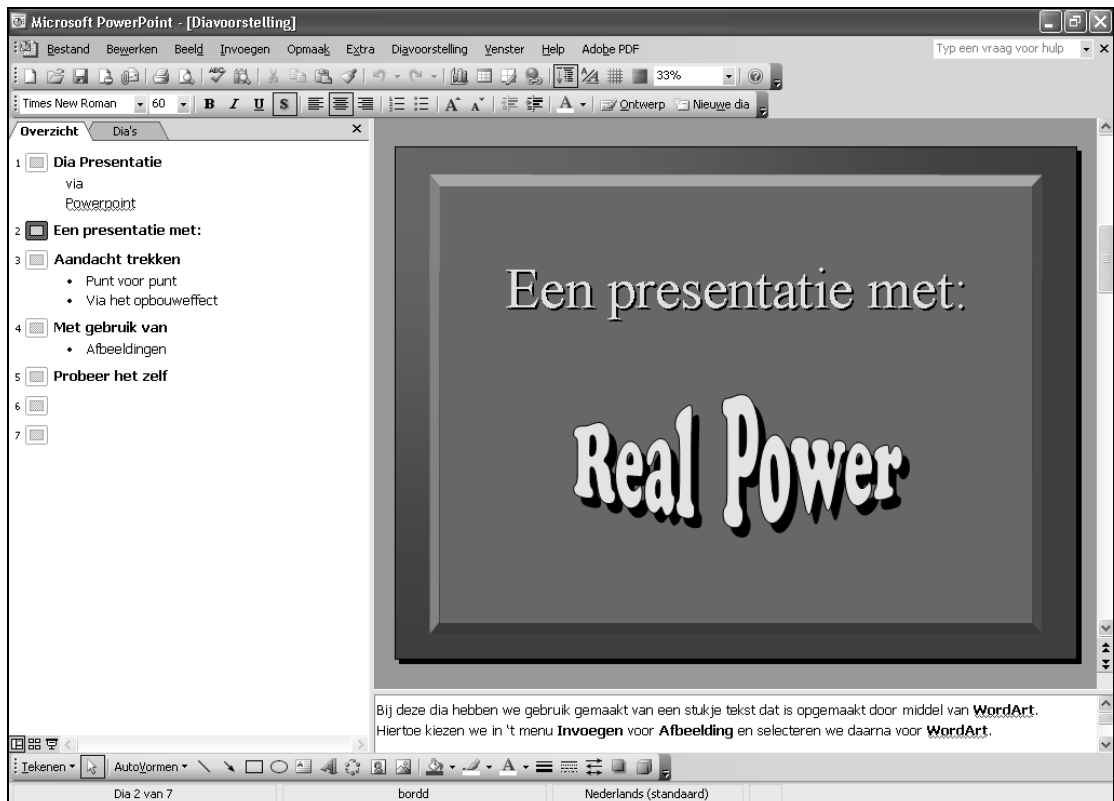 Microsoft PowerPoint - [Diavoorstelling]
Bestand Bewerken Beeld Invoegen Opmaak Extra Diavoorstelling Venster Help Adobe PDF Typ een vraag voor hulp
33%
Times New Roman 60 B I U S A A A Ontwerp Nieuwe dia
Overzicht Dia's
1 Dia Presentatie
via
Powerpoint
2 Een presentatie met:
3 Aandacht trekken
• Punt voor punt
• Via het opbouweffect
4 Met gebruik van
• Afbeeldingen
5 Probeer het zelf
6
7
Een presentatie met:
Real Power
Bij deze dia hebben we gebruik gemaakt van een stukje tekst dat is opgemaakt door middel van WordArt.
Hiertoe kiezen we in 't menu Invoegen voor Afbeelding en selecteren we daarna voor WordArt.
Tekenen AutoVormen A
Dia 2 van 7 bordd Nederlands (standaard)